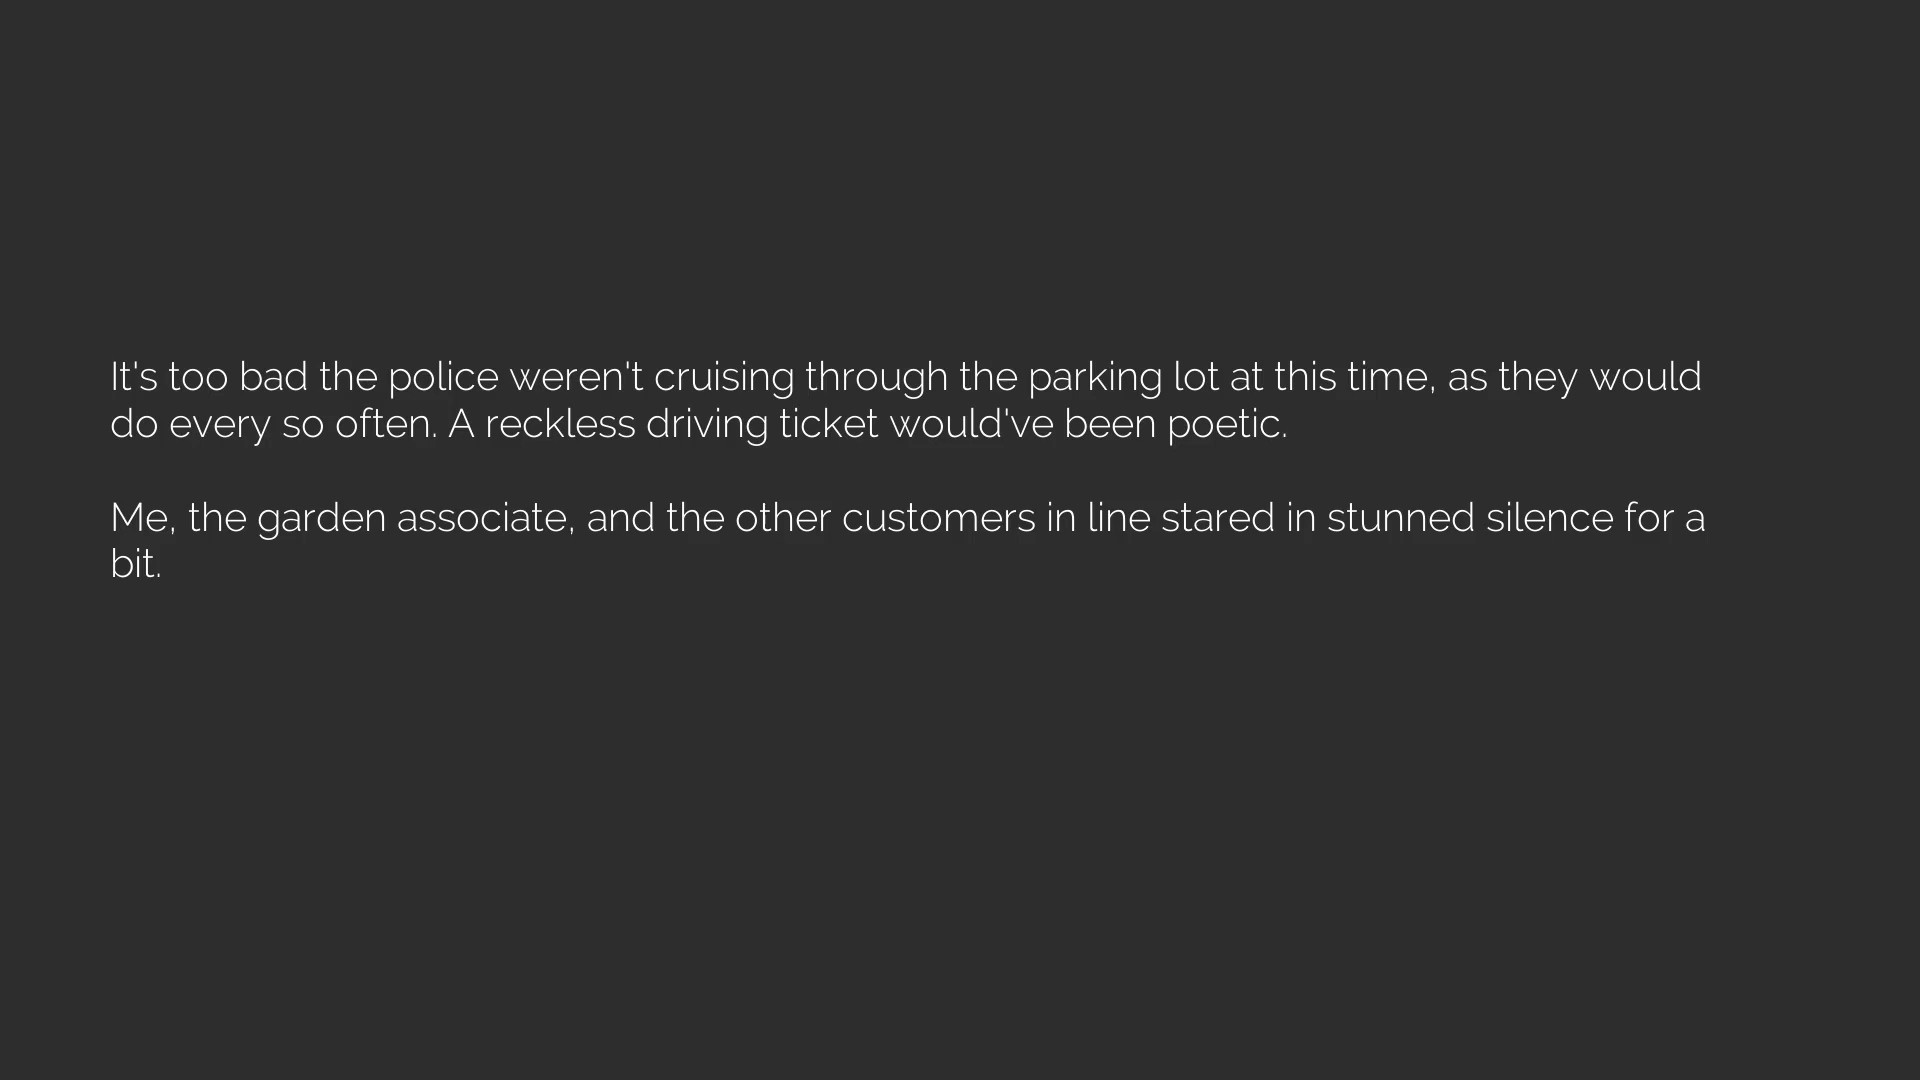 It's too bad the police weren't cruising through the parking lot at this time, as they would
do every so often. A reckless driving ticket would've been poetic.
Me, the garden associate, and the other customers in line stared in stunned silence for a
bit.